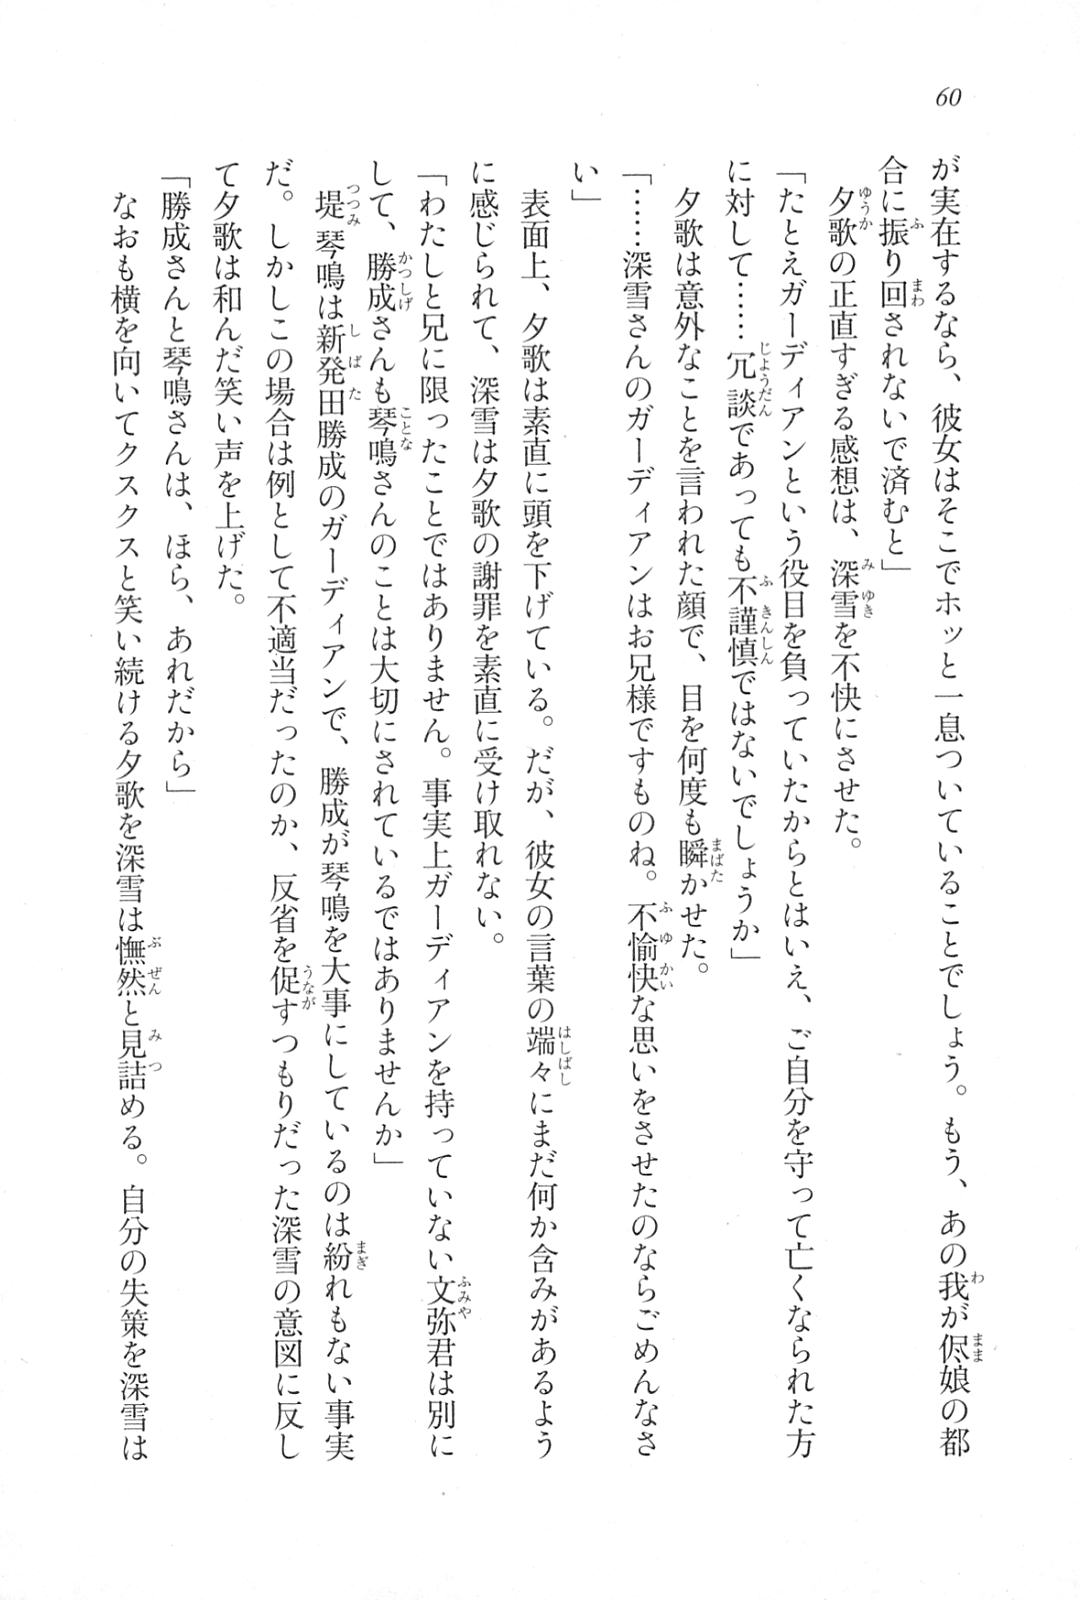 60
が実在するなら、彼女はそこでホッと一息ついていることでしょう。もう、あの我が侭娘の都
合に振り回されないで済むと」
夕歌の正直すぎる感想は、深雪を不快にさせた。
「たとえガーディアンという役目を負っていたからとはいえ、ご自分を守って亡くなられた方
に対して……冗談であっても不謹慎ではないでしょうか」
夕歌は意外なことを言われた顔で、目を何度も瞬かせた。
「……深雪さんのガーディアンはお兄様ですものね。不愉快な思いをさせたのならごめんなさ
い」
表面上、夕歌は素直に頭を下げている。だが、彼女の言葉の端々にまだ何か含みがあるよう
に感じられて、深雪は夕歌の謝罪を素直に受け取れない。
「わたしと兄に限ったことではありません。事実上ガーディアンを持っていない文弥君は別に
して、勝成さんも琴鳴さんのことは大切にされているではありませんか」
堤琴鳴は新発田勝成のガーディアンで、勝成が琴鳴を大事にしているのは紛れもない事実
だ。しかしこの場合は例として不適当だったのか、反省を促すつもりだった深雪の意図に反し
て夕歌は和んだ笑い声を上げた。
「勝成さんと琴鳴さんは、ほら、あれだから」
なおも横を向いてクスクスと笑い続ける夕歌を深雪は憮然と見詰める。自分の失策を深雪は